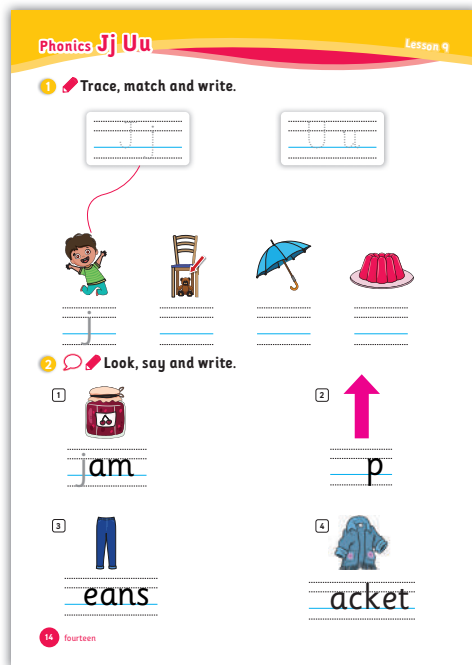 Phonics Jj Uu
Lesson 9
1 Trace, match and write.
Jj
Uu
j
2 Look, say and write.
1
2
jam
p
3
4
eans
acket
14 fourteen